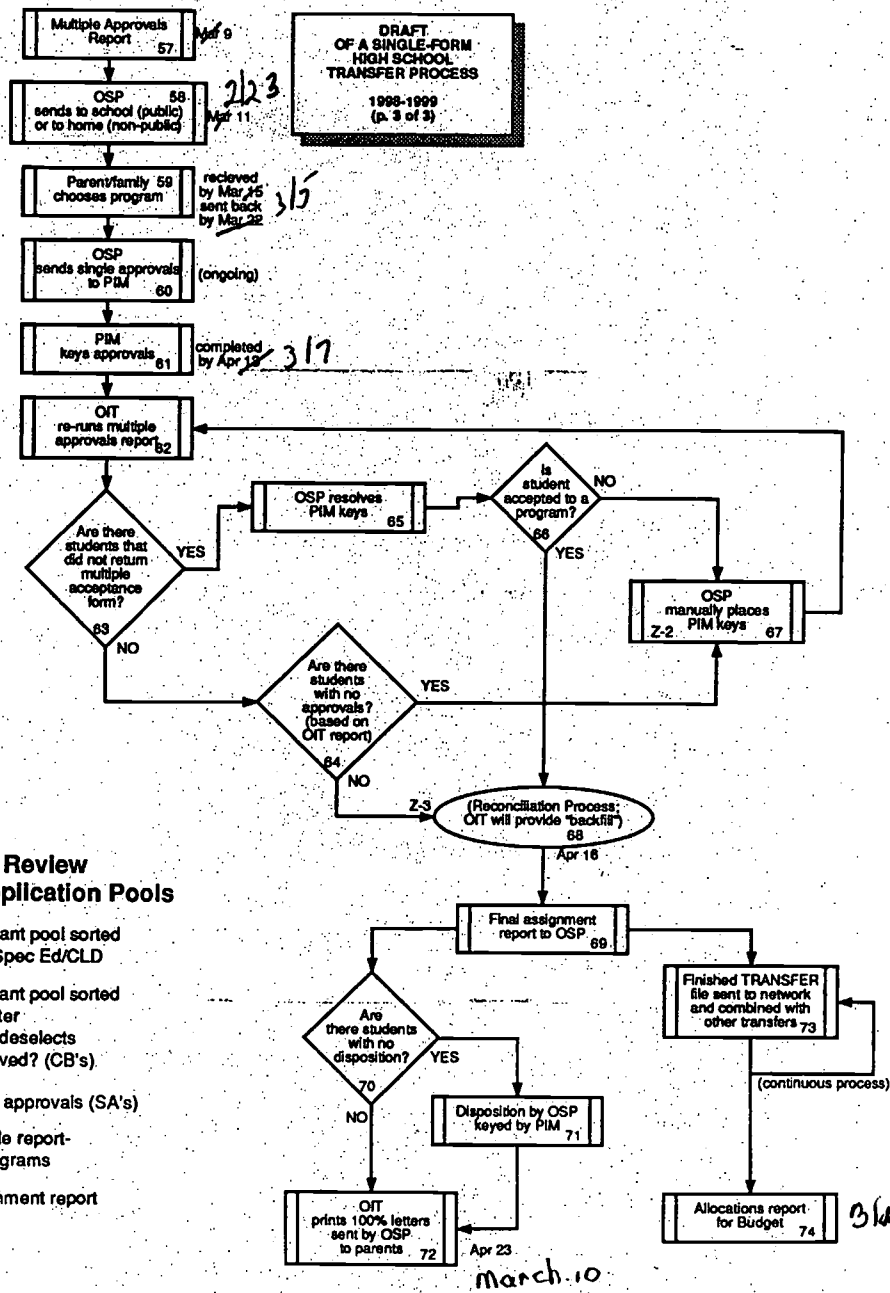 Multiple Approvals
Report
57
Mar 9
DRAFT
OF A SINGLE-FORM
HIGH SCHOOL
TRANSFER PROCESS
1998-1999
(p. 3 of 3)
OSP 58
sends to school (public)
or to home (non-public)
2/23
Mar 11
Parent/family 59
chooses program
recieved
by Mar 15
sent back
by Mar 22
3/5
OSP
sends single approvals
to PIM
60
(ongoing)
PIM
keys approvals
61
completed
by Apr 13
3/7
OIT
re-runs multiple
approvals report
62
Are there
students that
did not return
multiple
acceptance
form?
63
YES
NO
OSP resolves
PIM keys
65
Is
student
accepted to a
program?
66
NO
YES
OSP
manually places
PIM keys
Z-2 67
Are there
students
with no
approvals?
(based on
OIT report)
64
YES
NO
Z-3
(Reconciliation Process;
OIT will provide "backfill")
68
Apr 16
Review
plication Pools
ant pool sorted
Spec Ed/CLD
ant pool sorted
ter
deselects
ved? (CB's)
approvals (SA's)
le report-
grams
nment report
Final assignment
report to OSP
69
Are
there students
with no
disposition?
70
YES
NO
Disposition by OSP
keyed by PIM
71
OIT
prints 100% letters
sent by OSP
to parents
72
Apr 23
march 10
Finished TRANSFER
file sent to network
and combined with
other transfers
73
(continuous process)
Allocations report
for Budget
74